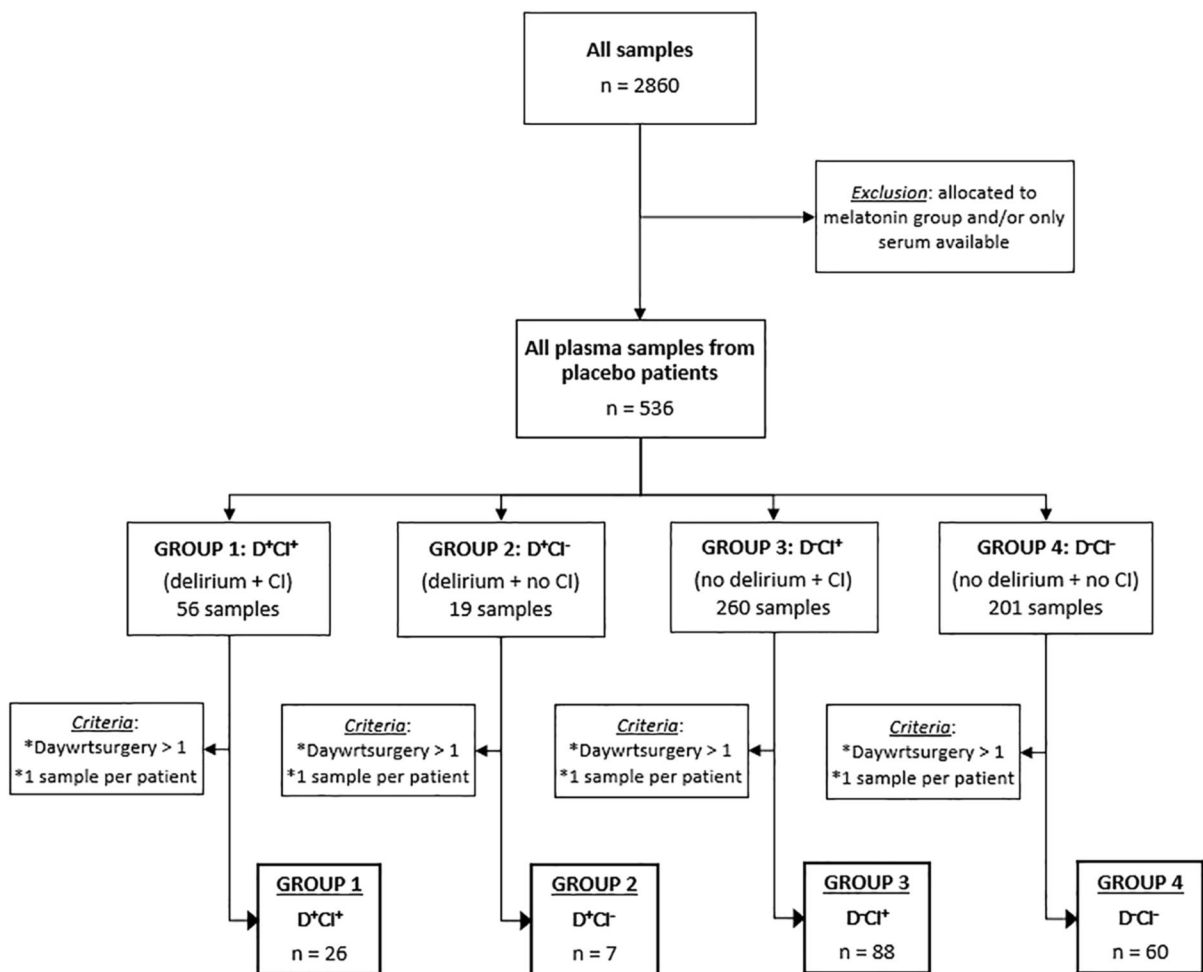 All samples
n = 2860
Exclusion: allocated to
melatonin group and/or only
serum available
All plasma samples from
placebo patients
n = 536
GROUP 1: D⁺CI⁺
(delirium + CI)
56 samples
GROUP 2: D⁺CI⁻
(delirium + no CI)
19 samples
GROUP 3: D⁻CI⁺
(no delirium + CI)
260 samples
GROUP 4: D⁻CI⁻
(no delirium + no CI)
201 samples
Criteria:
*Daywrtsurgery > 1
*1 sample per patient
Criteria:
*Daywrtsurgery > 1
*1 sample per patient
Criteria:
*Daywrtsurgery > 1
*1 sample per patient
Criteria:
*Daywrtsurgery > 1
*1 sample per patient
GROUP 1
D⁺CI⁺
n = 26
GROUP 2
D⁺CI⁻
n = 7
GROUP 3
D⁻CI⁺
n = 88
GROUP 4
D⁻CI⁻
n = 60